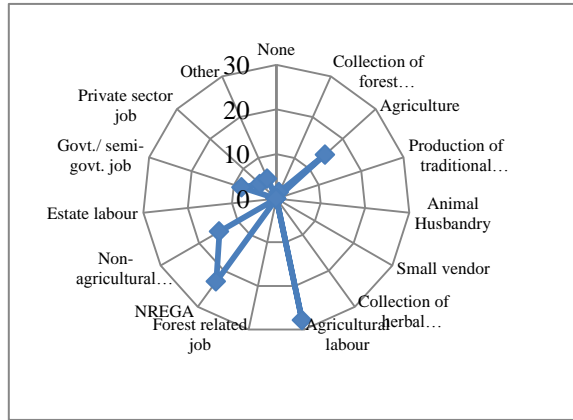 None
Collection of
forest…
Agriculture
Production of
traditional…
Animal
Husbandry
Small vendor
Collection of
herbal…
Agricultural
labour
Forest related
job
NREGA
Non-
agricultural…
Estate labour
Govt./ semi-
govt. job
Private sector
job
Other
30
20
10
0